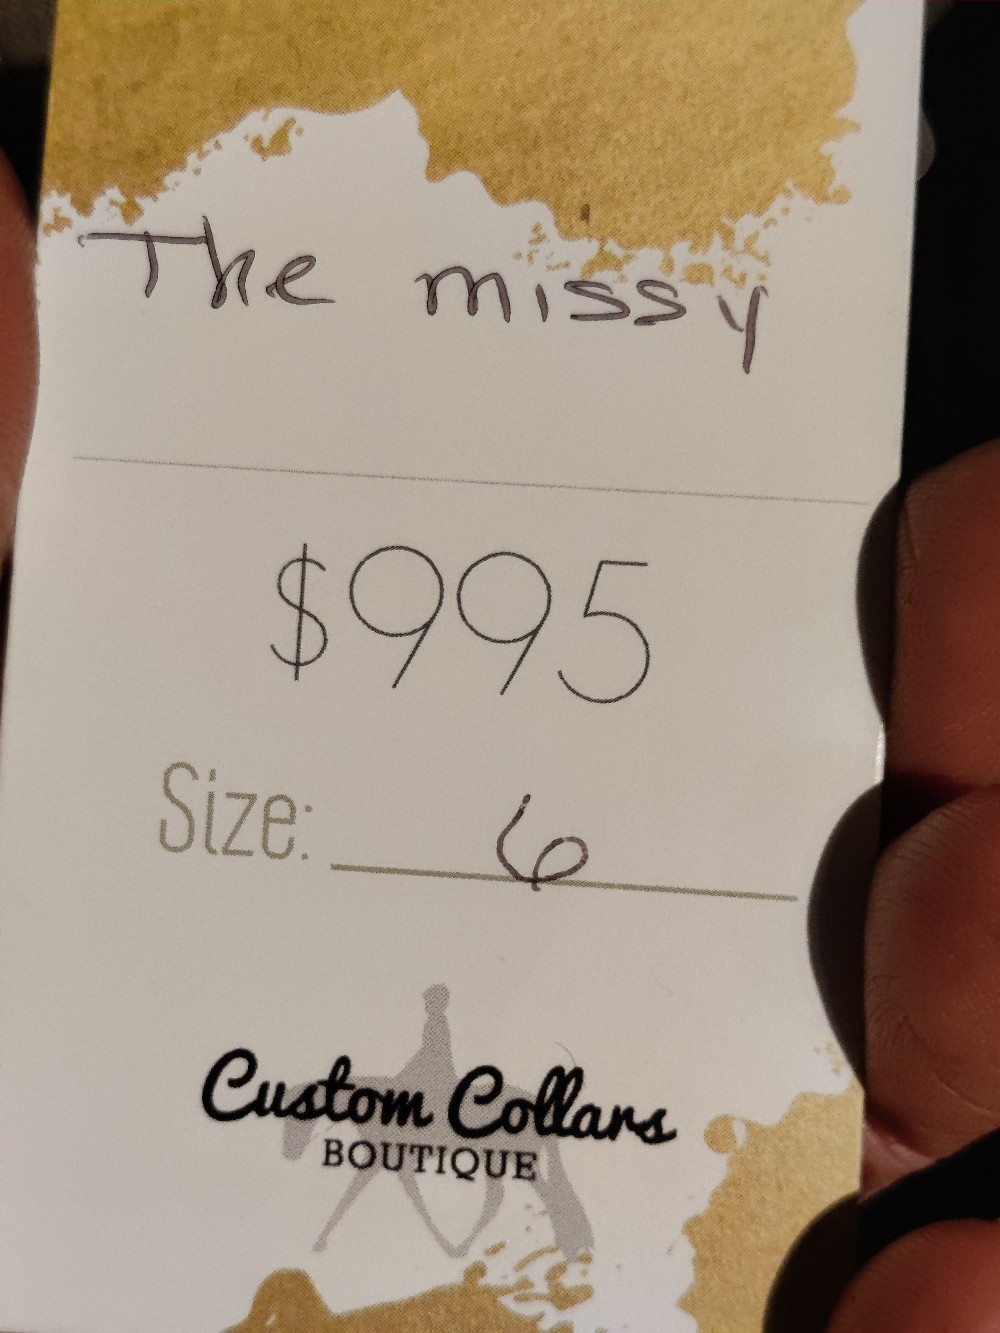 The missy
$995
Size: 6
Custom Collars
BOUTIQUE